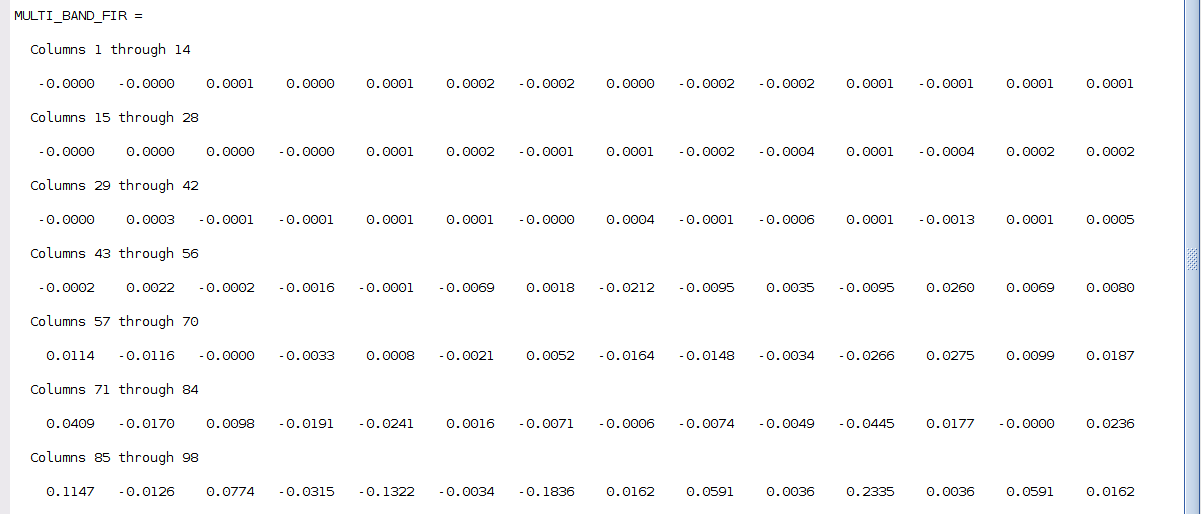 MULTI_BAND_FIR =
Columns 1 through 14
-0.0000 -0.0000 0.0001 0.0000 0.0001 0.0002 -0.0002 0.0000 -0.0002 -0.0002 0.0001 -0.0001 0.0001 0.0001
Columns 15 through 28
-0.0000 0.0000 0.0000 -0.0000 0.0001 0.0002 -0.0001 0.0001 -0.0002 -0.0004 0.0001 -0.0004 0.0002 0.0002
Columns 29 through 42
-0.0000 0.0003 -0.0001 -0.0001 0.0001 0.0001 -0.0000 0.0004 -0.0001 -0.0006 0.0001 -0.0013 0.0001 0.0005
Columns 43 through 56
-0.0002 0.0022 -0.0002 -0.0016 -0.0001 -0.0069 0.0018 -0.0212 -0.0095 0.0035 -0.0095 0.0260 0.0069 0.0080
Columns 57 through 70
0.0114 -0.0116 -0.0000 -0.0033 0.0008 -0.0021 0.0052 -0.0164 -0.0148 -0.0034 -0.0266 0.0275 0.0099 0.0187
Columns 71 through 84
0.0409 -0.0170 0.0098 -0.0191 -0.0241 0.0016 -0.0071 -0.0006 -0.0074 -0.0049 -0.0445 0.0177 -0.0000 0.0236
Columns 85 through 98
0.1147 -0.0126 0.0774 -0.0315 -0.1322 -0.0034 -0.1836 0.0162 0.0591 0.0036 0.2335 0.0036 0.0591 0.0162